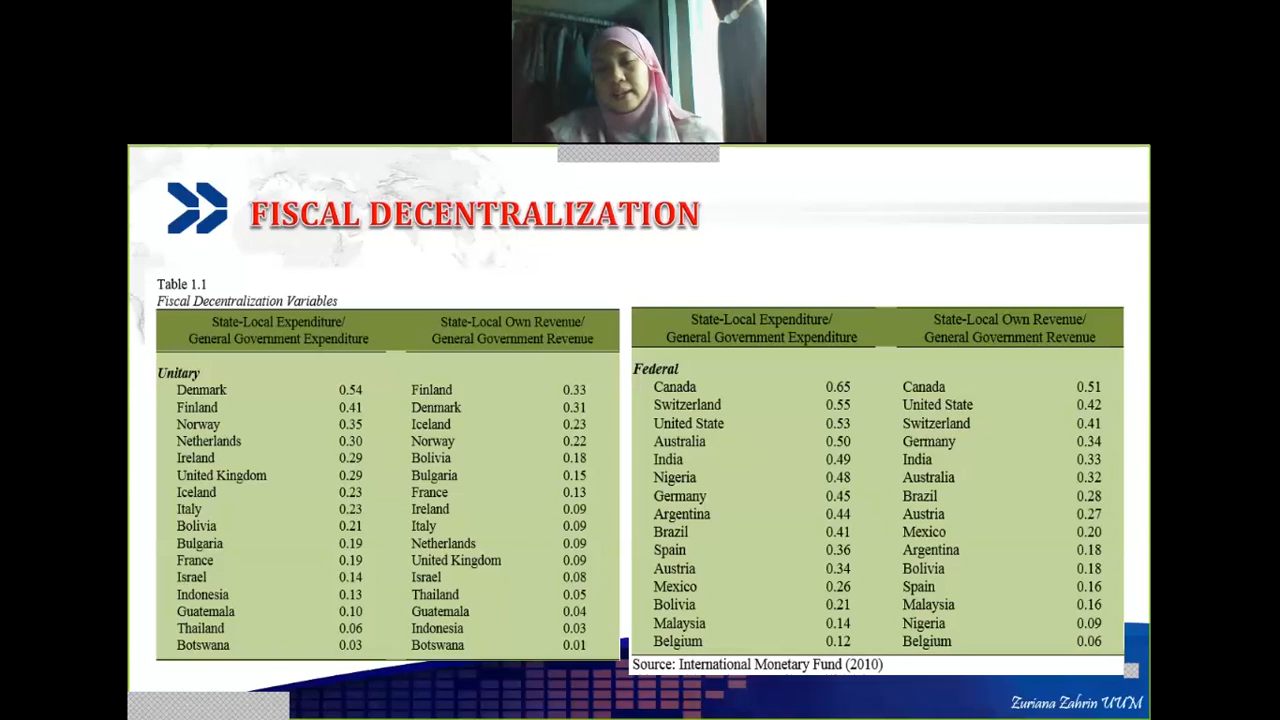 FISCAL DECENTRALIZATION
Table 1.1
Fiscal Decentralization Variables
State-Local Expenditure/ State-Local Own Revenue/
General Government Expenditure General Government Revenue
Unitary
Denmark 0.54 Finland 0.33
Finland 0.41 Denmark 0.31
Norway 0.35 Iceland 0.23
Netherlands 0.30 Norway 0.22
Ireland 0.29 Bolivia 0.18
United Kingdom 0.29 Bulgaria 0.15
Iceland 0.23 France 0.13
Italy 0.23 Ireland 0.09
Bolivia 0.21 Italy 0.09
Bulgaria 0.19 Netherlands 0.09
France 0.19 United Kingdom 0.09
Israel 0.14 Israel 0.08
Indonesia 0.13 Thailand 0.05
Guatemala 0.10 Guatemala 0.04
Thailand 0.06 Indonesia 0.03
Botswana 0.03 Botswana 0.01
State-Local Expenditure/ State-Local Own Revenue/
General Government Expenditure General Government Revenue
Federal
Canada 0.65 Canada 0.51
Switzerland 0.55 United State 0.42
United State 0.53 Switzerland 0.41
Australia 0.50 Germany 0.34
India 0.49 India 0.33
Nigeria 0.48 Australia 0.32
Germany 0.45 Brazil 0.28
Argentina 0.44 Austria 0.27
Brazil 0.41 Mexico 0.20
Spain 0.36 Argentina 0.18
Austria 0.34 Bolivia 0.18
Mexico 0.26 Spain 0.16
Bolivia 0.21 Malaysia 0.16
Malaysia 0.14 Nigeria 0.09
Belgium 0.12 Belgium 0.06
Source: International Monetary Fund (2010)
Zuriana Zahrin UUM